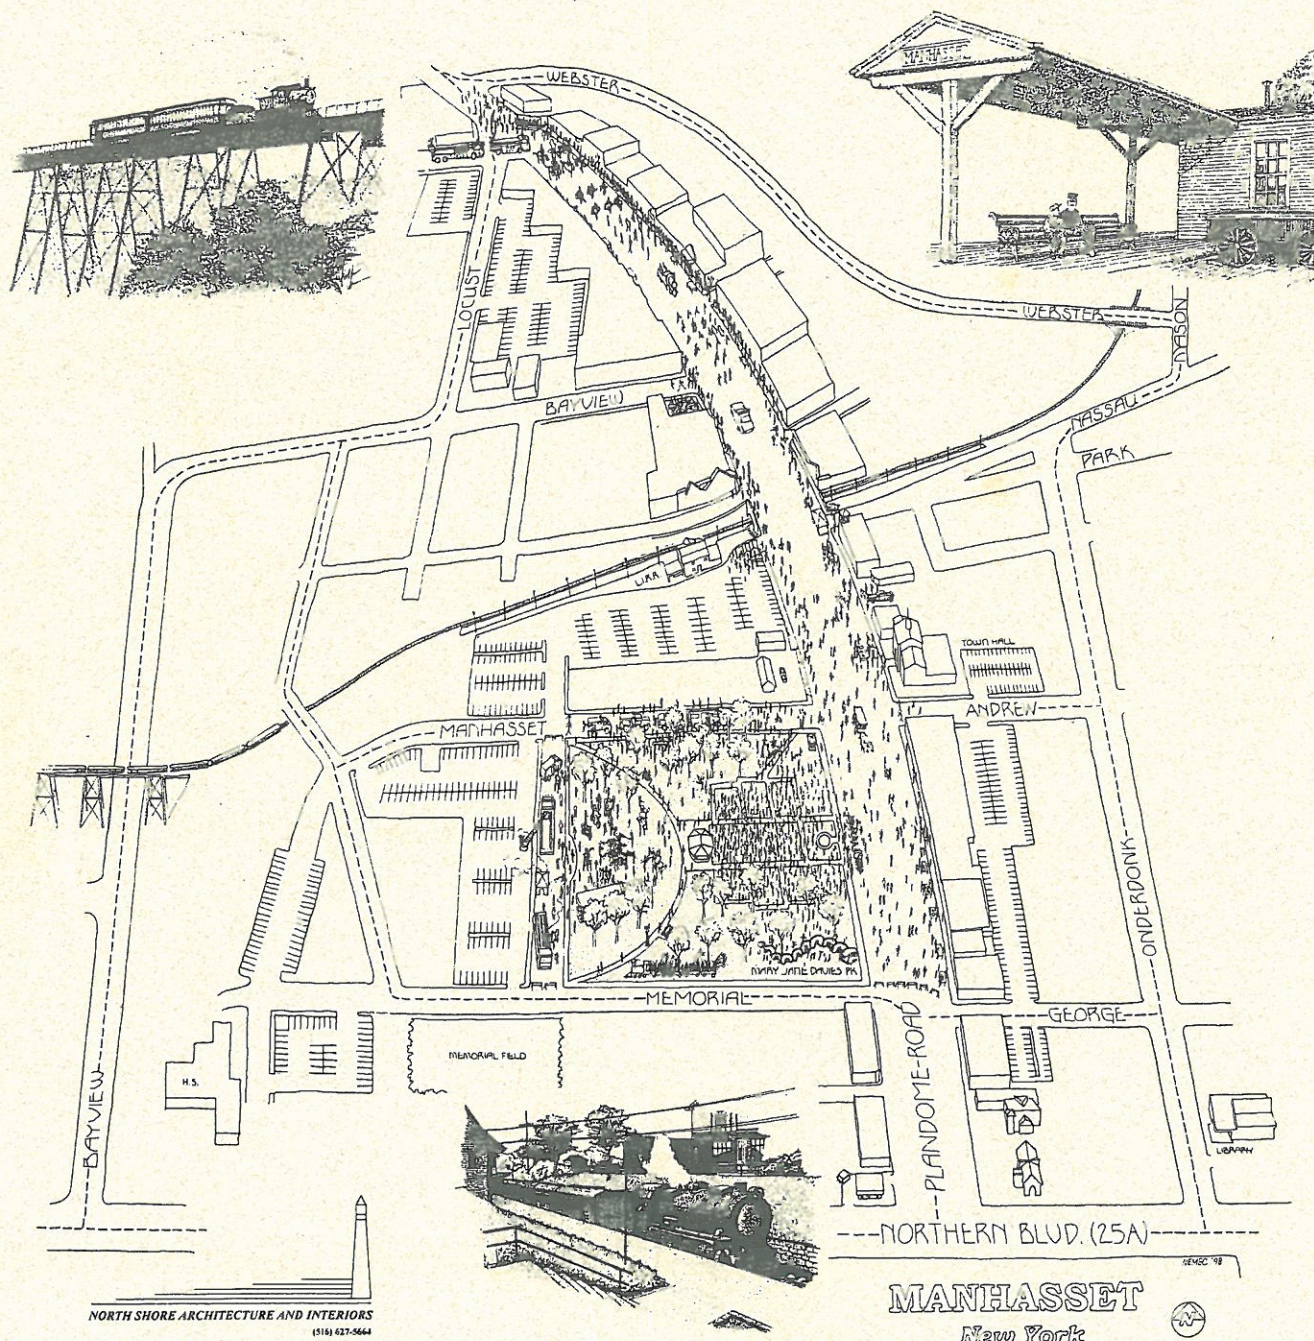 WEBSTER
MANHASSET
LOCUST
WEBSTER
MASON
BAYVIEW
NASSAU
PARK
LIRR
TOWN HALL
ANDREW
MANHASSET
ONDERDONK
MARY JANE DAVIES PK
MEMORIAL
GEORGE
PLANDOME ROAD
MEMORIAL FIELD
H.S.
BAYVIEW
LIBRARY
NORTHERN BLVD. (25A)
NEMEC '98
NORTH SHORE ARCHITECTURE AND INTERIORS
(516) 627-5664
MANHASSET
New York
N